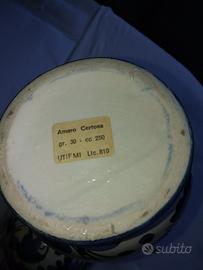 Amaro Certosa
gr. 30 - cc 250
UTIF MI Lic. 810
subito